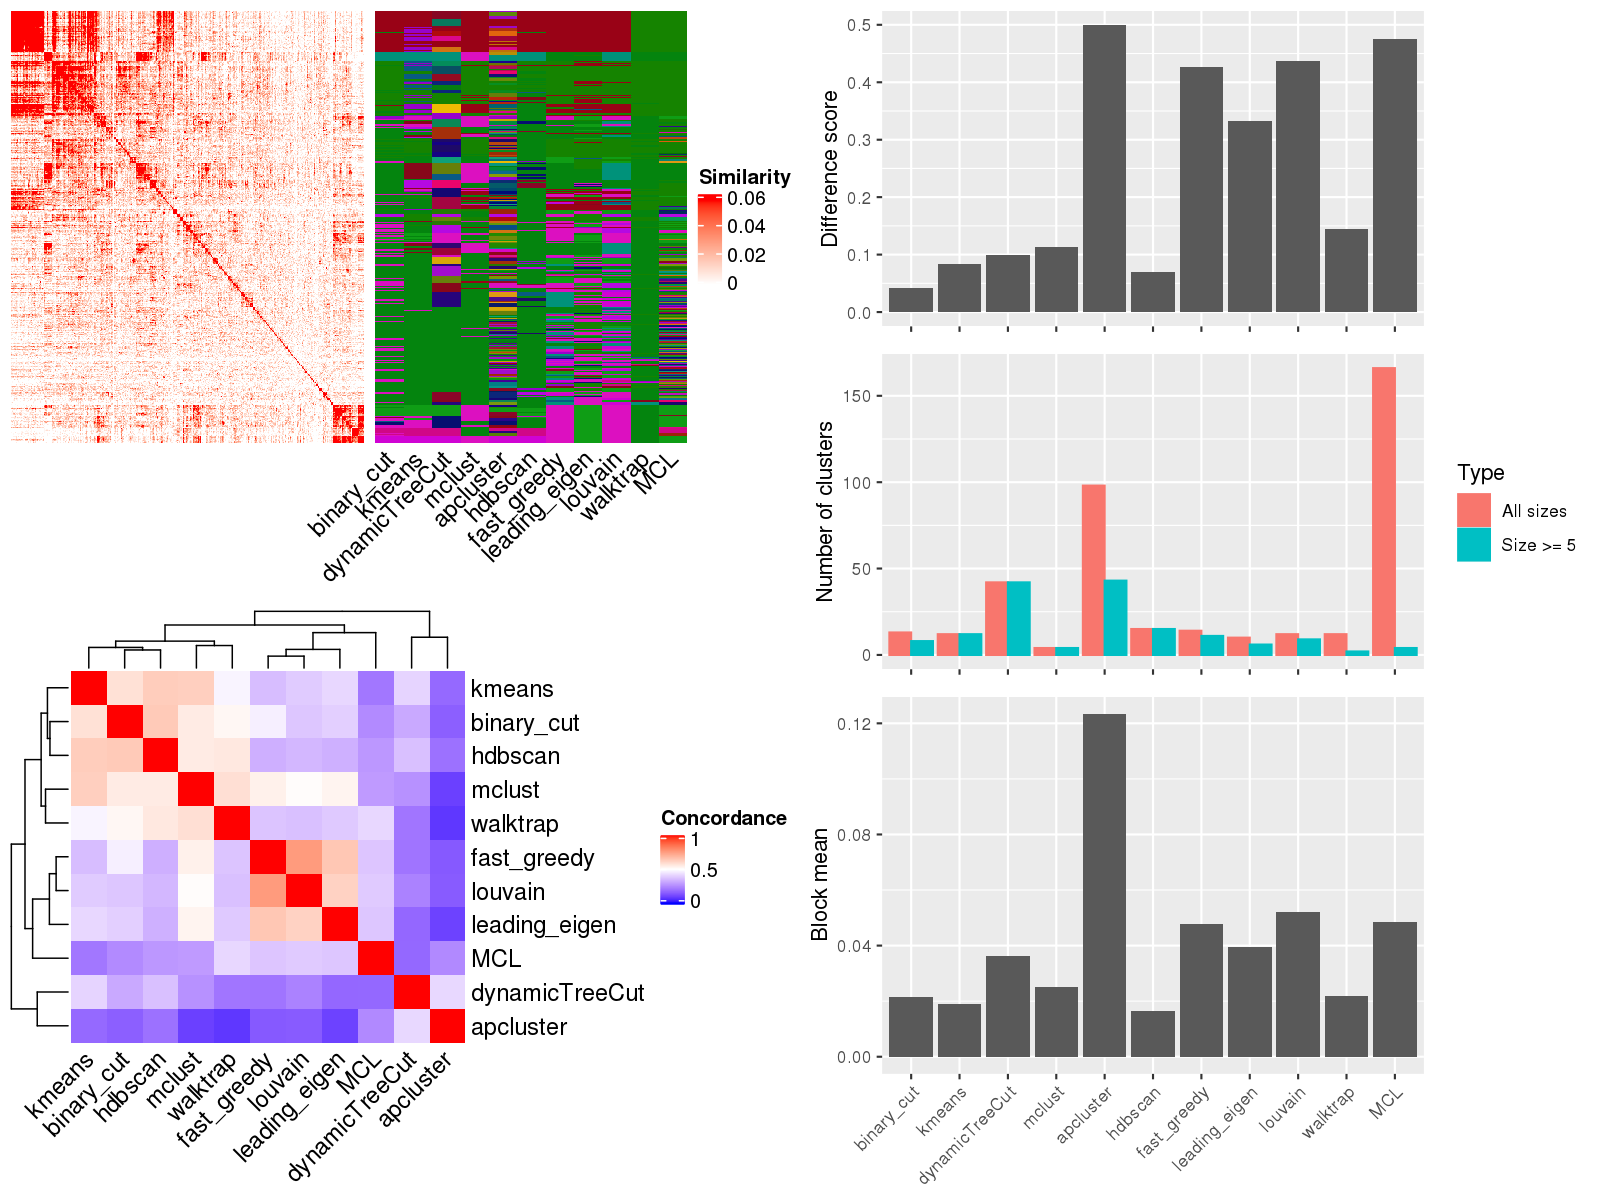 binary_cut
kmeans
dynamicTreeCut
mclust
apcluster
hdbscan
fast_greedy
leading_eigen
louvain
walktrap
MCL
Similarity
0.06
0.04
0.02
0
kmeans
binary_cut
hdbscan
mclust
walktrap
fast_greedy
louvain
leading_eigen
MCL
dynamicTreeCut
apcluster
kmeans
binary_cut
hdbscan
mclust
walktrap
fast_greedy
louvain
leading_eigen
MCL
dynamicTreeCut
apcluster
Concordance
1
0.5
0
Difference score
0.5
0.4
0.3
0.2
0.1
0.0
Number of clusters
150
100
50
0
Type
All sizes
Size >= 5
Block mean
0.12
0.08
0.04
0.00
binary_cut
kmeans
dynamicTreeCut
mclust
apcluster
hdbscan
fast_greedy
leading_eigen
louvain
walktrap
MCL